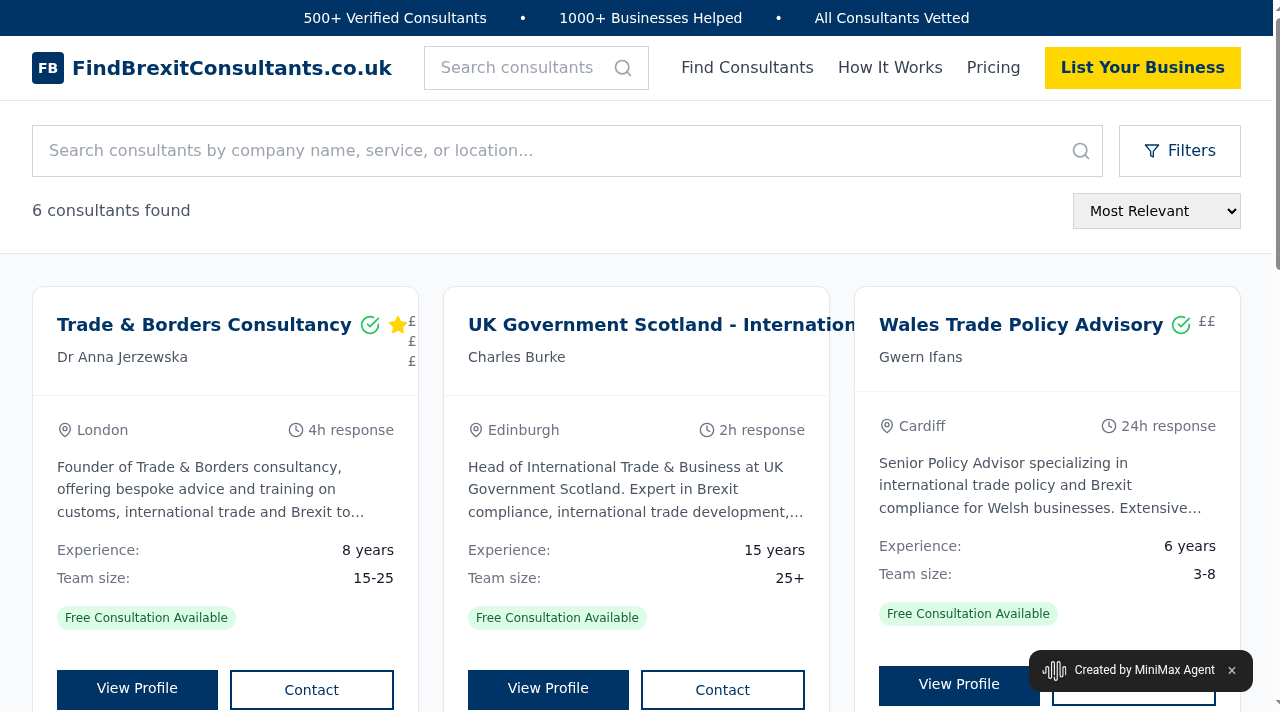 500+ Verified Consultants • 1000+ Businesses Helped • All Consultants Vetted
FB FindBrexitConsultants.co.uk Search consultants Find Consultants How It Works Pricing List Your Business
Search consultants by company name, service, or location... Filters
6 consultants found Most Relevant
Trade & Borders Consultancy
£
£
£
Dr Anna Jerzewska
London 4h response
Founder of Trade & Borders consultancy,
offering bespoke advice and training on
customs, international trade and Brexit to…
Experience: 8 years
Team size: 15-25
Free Consultation Available
View Profile Contact
UK Government Scotland - Internation
Charles Burke
Edinburgh 2h response
Head of International Trade & Business at UK
Government Scotland. Expert in Brexit
compliance, international trade development,…
Experience: 15 years
Team size: 25+
Free Consultation Available
View Profile Contact
Wales Trade Policy Advisory ££
Gwern Ifans
Cardiff 24h response
Senior Policy Advisor specializing in
international trade policy and Brexit
compliance for Welsh businesses. Extensive…
Experience: 6 years
Team size: 3-8
Free Consultation Available
View Profile
Created by MiniMax Agent ×